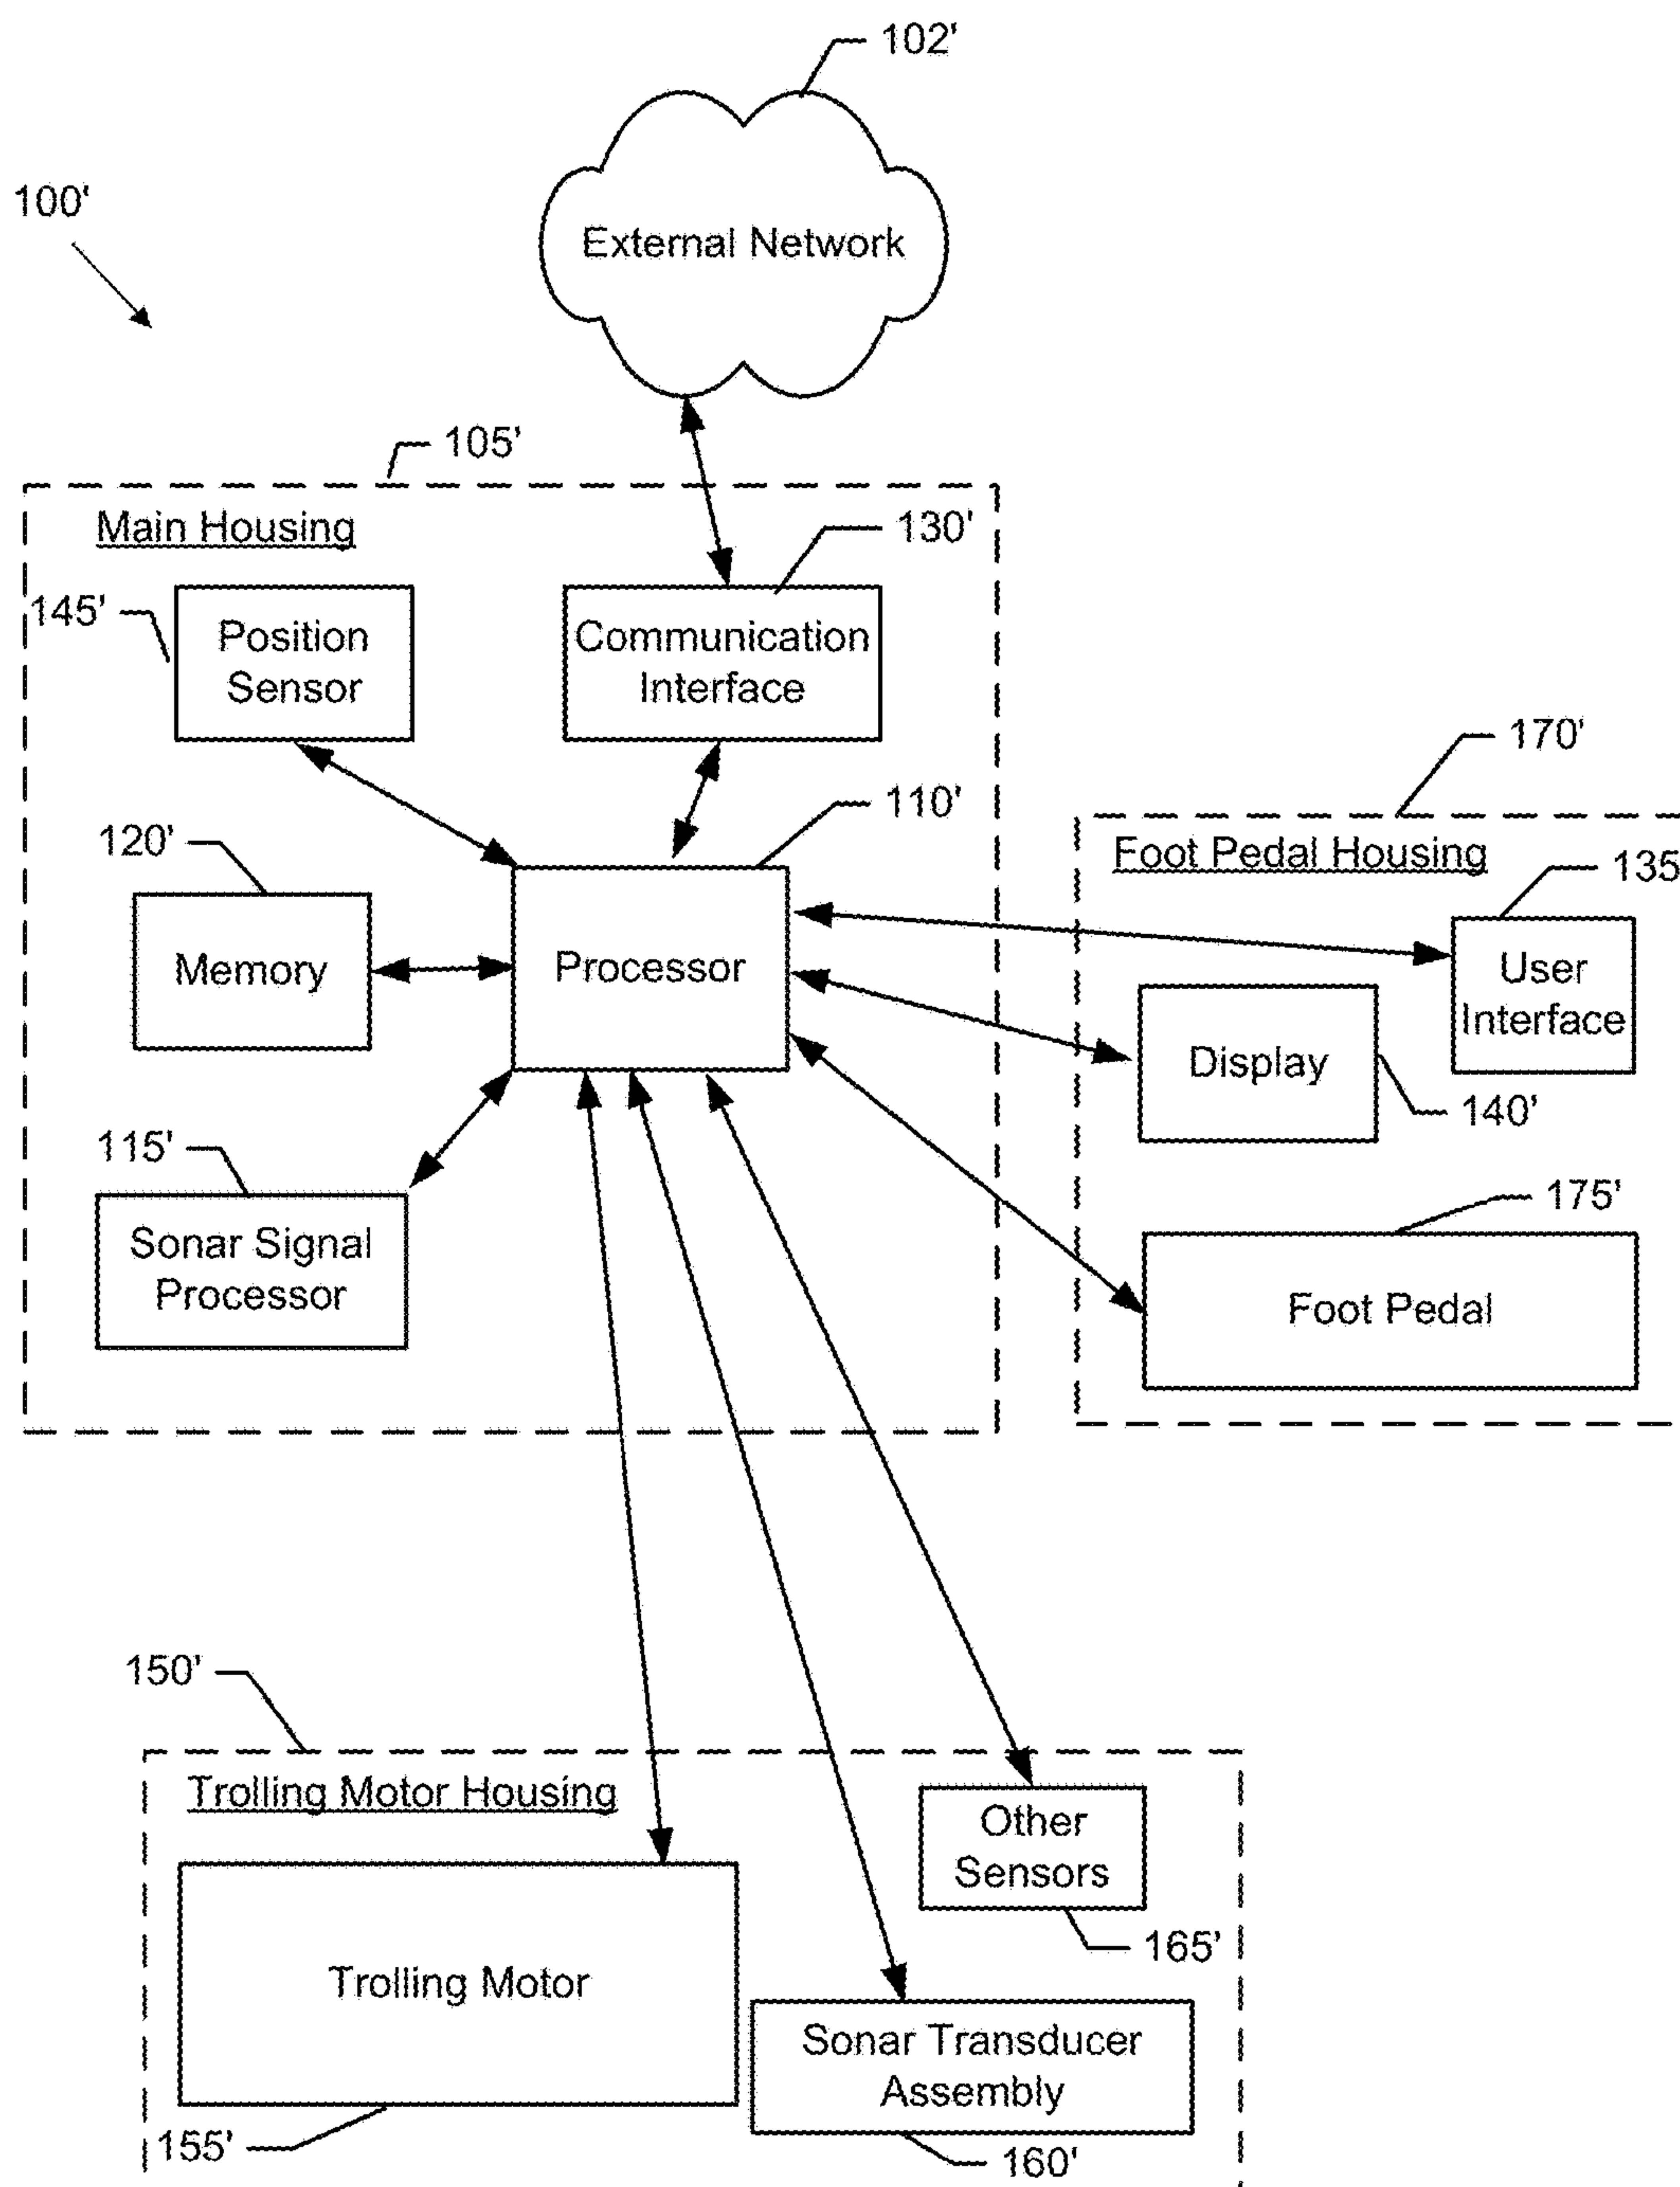 102'
100'
External Network
105'
Main Housing
130'
145'
Position
Sensor
Communication
Interface
170'
110'
120'
Foot Pedal Housing
135
Memory
Processor
User
Interface
Display
140'
115'
175'
Sonar Signal
Processor
Foot Pedal
150'
Trolling Motor Housing
Other
Sensors
165'
Trolling Motor
Sonar Transducer
Assembly
155'
160'